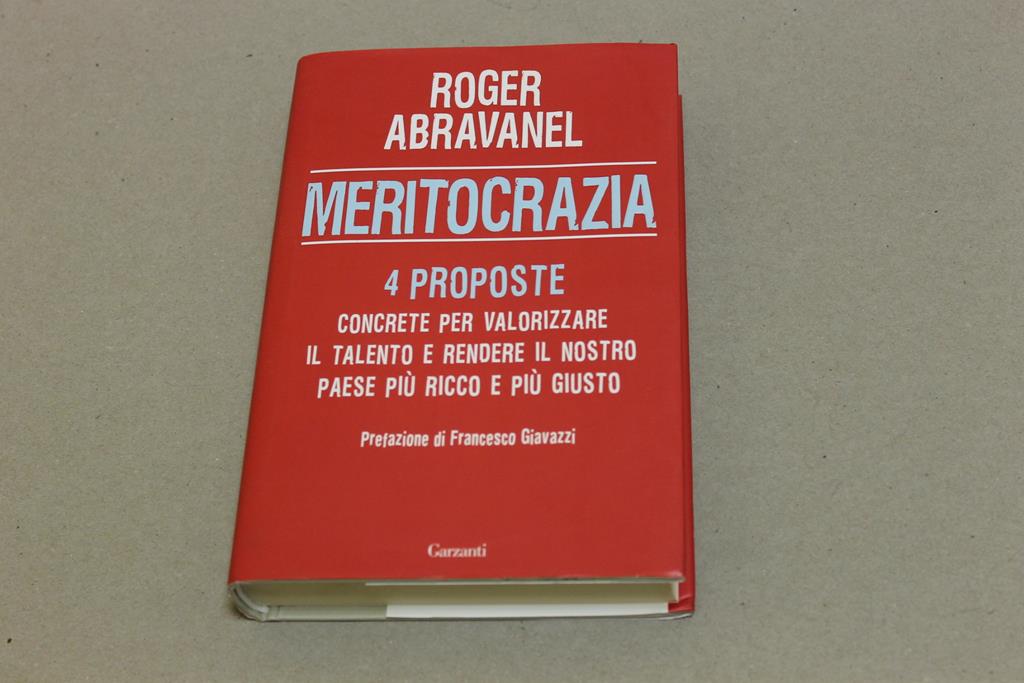 ROGER
ABRAVANEL
MERITOCRAZIA
4 PROPOSTE
CONCRETE PER VALORIZZARE
IL TALENTO E RENDERE IL NOSTRO
PAESE PIÙ RICCO E PIÙ GIUSTO
Prefazione di Francesco Giavazzi
Garzanti